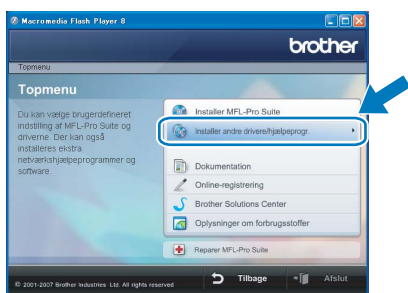 Macromedia Flash Player 8
brother
Topmenu
Topmenu
Du kan vælge brugerdefineret
indstilling af MFL-Pro Suite og
driverne. Der kan også
installeres ekstra
netværkshjælpeprogrammer og
software.
Installer MFL-Pro Suite
Installer andre drivere/hjælpeprogr.
Dokumentation
Online-registrering
Brother Solutions Center
Oplysninger om forbrugsstoffer
Reparer MFL-Pro Suite
© 2001-2007 Brother Industries Ltd. All rights reserved
Tilbage
Afslut